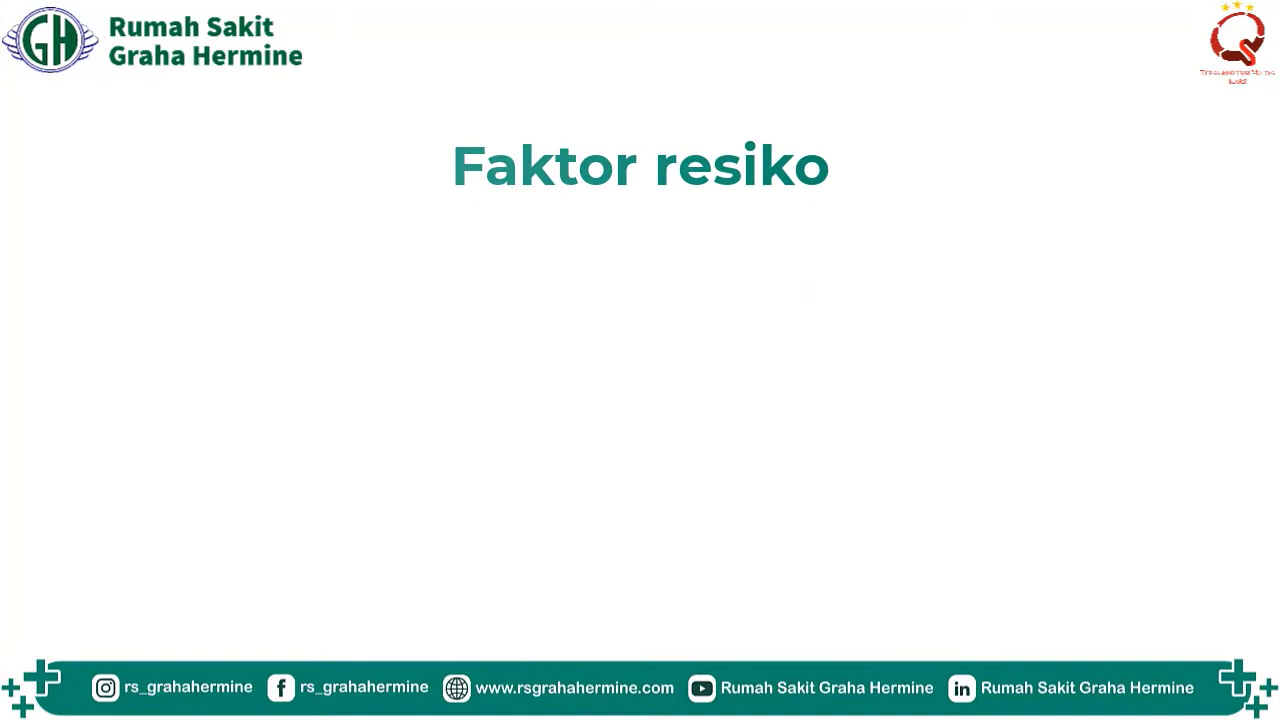 GH
Rumah Sakit
Graha Hermine
Faktor resiko
rs_grahahermine
rs_grahahermine
www.rsgrahahermine.com
Rumah Sakit Graha Hermine
Rumah Sakit Graha Hermine